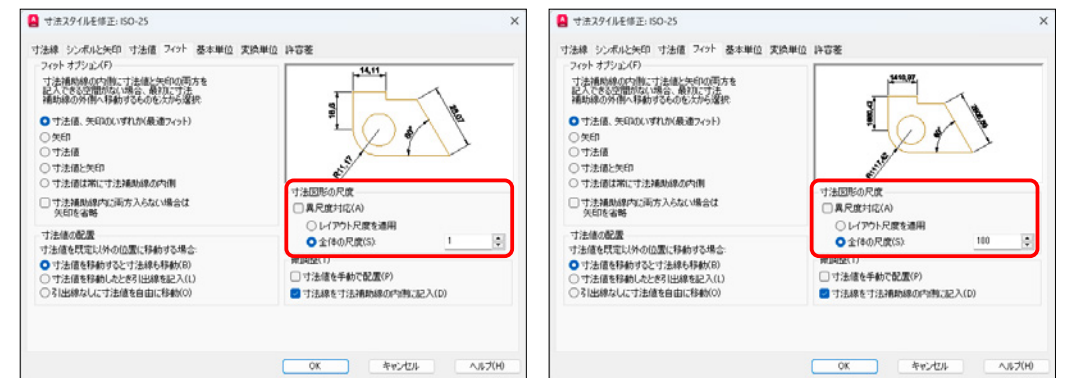 寸法スタイルを修正: ISO-25
寸法線 シンボルと矢印 寸法値 フィット 基本単位 変換単位 許容差
フィット オプション(F)
寸法補助線の内側に寸法値と矢印の両方を
記入できる空間がない場合、最初に寸法
補助線の外側へ移動するものを次から選択:
寸法値、矢印のいずれか(最適フィット)
矢印
寸法値
寸法値と矢印
寸法値は常に寸法補助線の内側
寸法補助線内に両方入らない場合は
矢印を省略
寸法値の配置
寸法値を既定以外の位置に移動する場合:
寸法値を移動すると寸法線も移動(B)
寸法値を移動したとき引出線を記入(L)
引出線なしに寸法値を自由に移動(O)
14,11
16,6
28,07
60°
R11,17
寸法図形の尺度
異尺度対応(A)
レイアウト尺度を適用
全体の尺度(S): 1
微調整(T)
寸法値を手動で配置(P)
寸法線を寸法補助線の内側に記入(D)
OK キャンセル ヘルプ(H)
寸法スタイルを修正: ISO-25
寸法線 シンボルと矢印 寸法値 フィット 基本単位 変換単位 許容差
フィット オプション(F)
寸法補助線の内側に寸法値と矢印の両方を
記入できる空間がない場合、最初に寸法
補助線の外側へ移動するものを次から選択:
寸法値、矢印のいずれか(最適フィット)
矢印
寸法値
寸法値と矢印
寸法値は常に寸法補助線の内側
寸法補助線内に両方入らない場合は
矢印を省略
寸法値の配置
寸法値を既定以外の位置に移動する場合:
寸法値を移動すると寸法線も移動(B)
寸法値を移動したとき引出線を記入(L)
引出線なしに寸法値を自由に移動(O)
1410,97
60°
R1117,42
寸法図形の尺度
異尺度対応(A)
レイアウト尺度を適用
全体の尺度(S): 100
微調整(T)
寸法値を手動で配置(P)
寸法線を寸法補助線の内側に記入(D)
OK キャンセル ヘルプ(H)